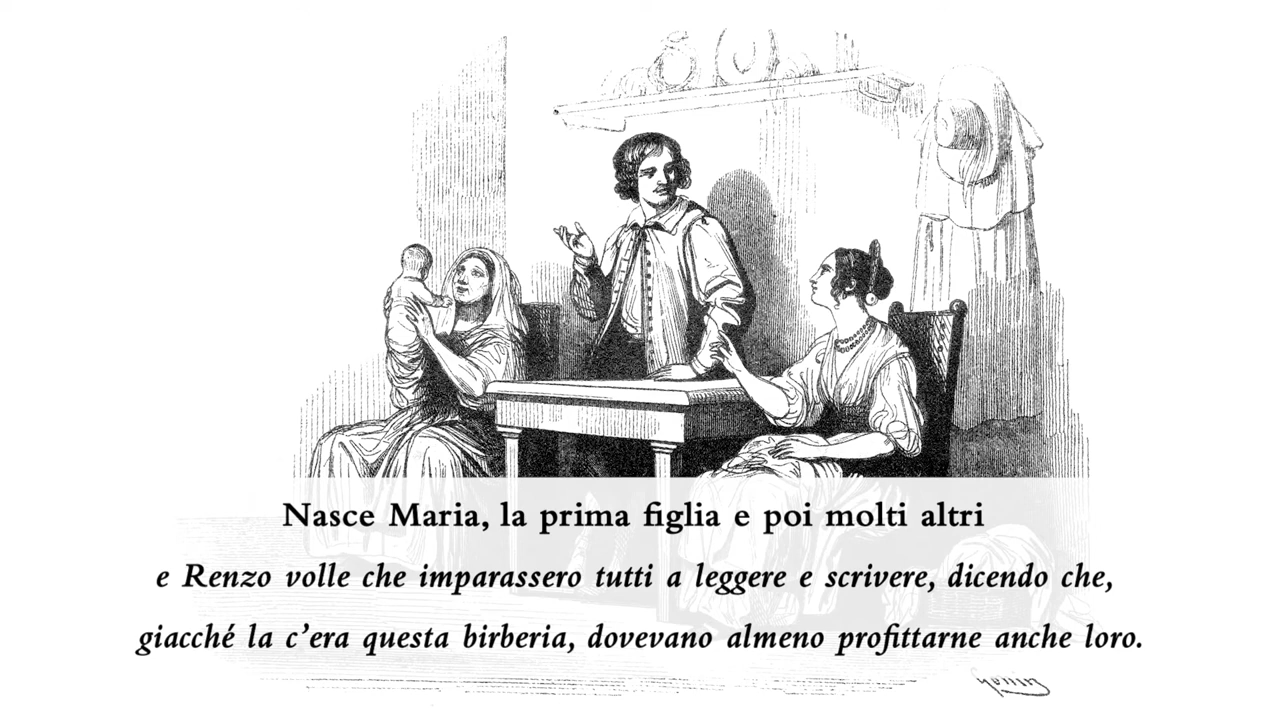 Nasce Maria, la prima figlia e poi molti altri
e Renzo volle che imparassero tutti a leggere e scrivere, dicendo che,
giacché la c’era questa birberia, dovevano almeno profittarne anche loro.
Gonin